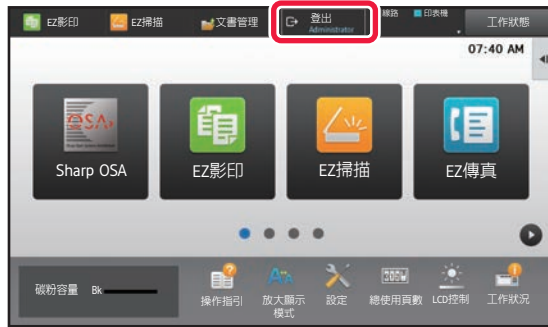 EZ影印 EZ掃描 文書管理 登出 線路 印表機 工作狀態
Administrator
07:40 AM
OSA
Sharp OSA EZ影印 EZ掃描 EZ傳真
碳粉容量 Bk
操作指引 放大顯示 設定 總使用頁數 LCD控制 工作狀況
模式